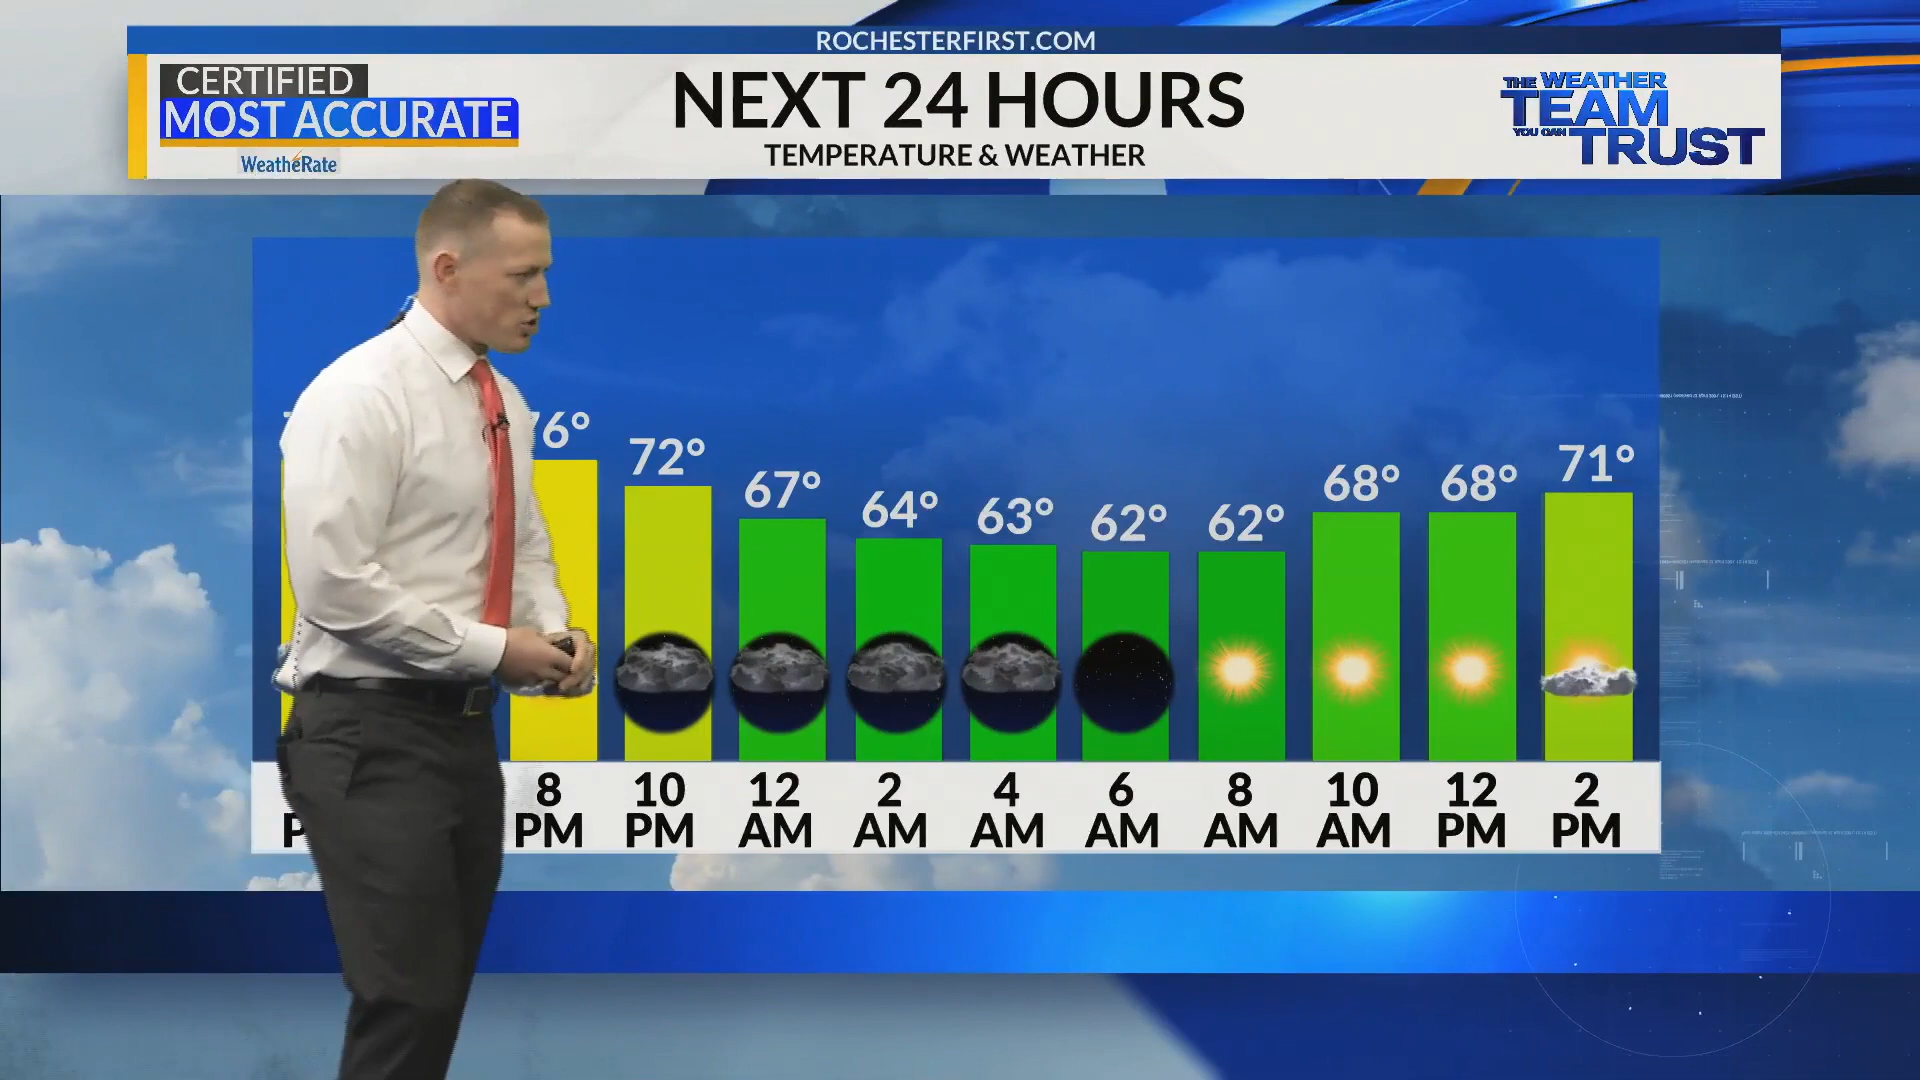 ROCHESTERFIRST.COM
CERTIFIED
MOST ACCURATE
WeatheRate
NEXT 24 HOURS
TEMPERATURE & WEATHER
THE WEATHER
TEAM
YOU CAN TRUST
76° 72° 67° 64° 63° 62° 62° 68° 68° 71°
8 10 12 2 4 6 8 10 12 2
PM PM AM AM AM AM AM AM PM PM